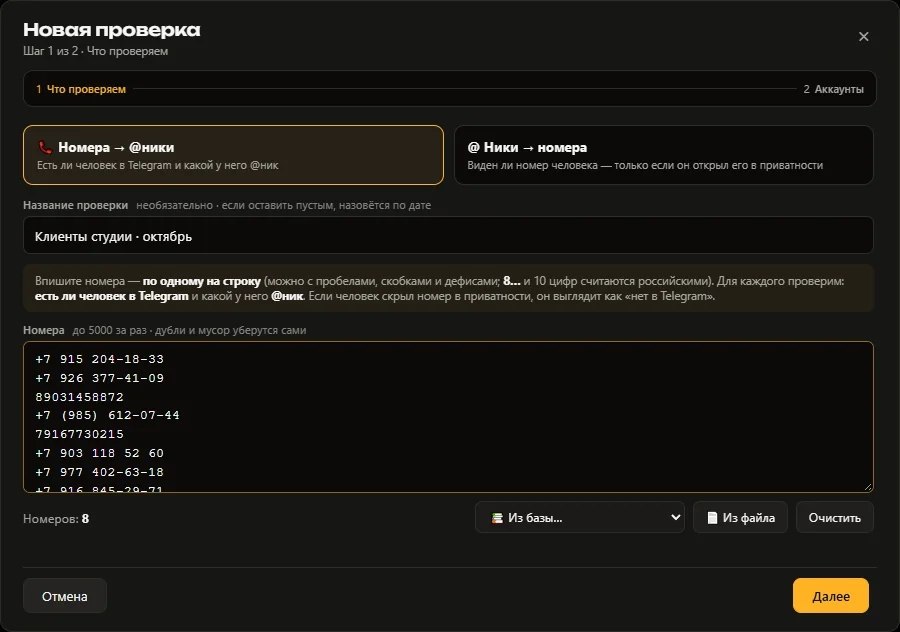 Новая проверка
Шаг 1 из 2 · Что проверяем
1 Что проверяем
2 Аккаунты
Номера → @ники
Есть ли человек в Telegram и какой у него @ник
@ Ники → номера
Виден ли номер человека — только если он открыл его в приватности
Название проверки необязательно · если оставить пустым, назовётся по дате
Клиенты студии · октябрь
Впишите номера — по одному на строку (можно с пробелами, скобками и дефисами; 8... и 10 цифр считаются российскими). Для каждого проверим:
есть ли человек в Telegram и какой у него @ник. Если человек скрыл номер в приватности, он выглядит как «нет в Telegram».
Номера до 5000 за раз · дубли и мусор уберутся сами
+7 915 204-18-33
+7 926 377-41-09
89031458872
+7 (985) 612-07-44
79167730215
+7 903 118 52 60
+7 977 402-63-18
+7 916 845-29-71
Номеров: 8
Из базы...
Из файла
Очистить
Отмена
Далее